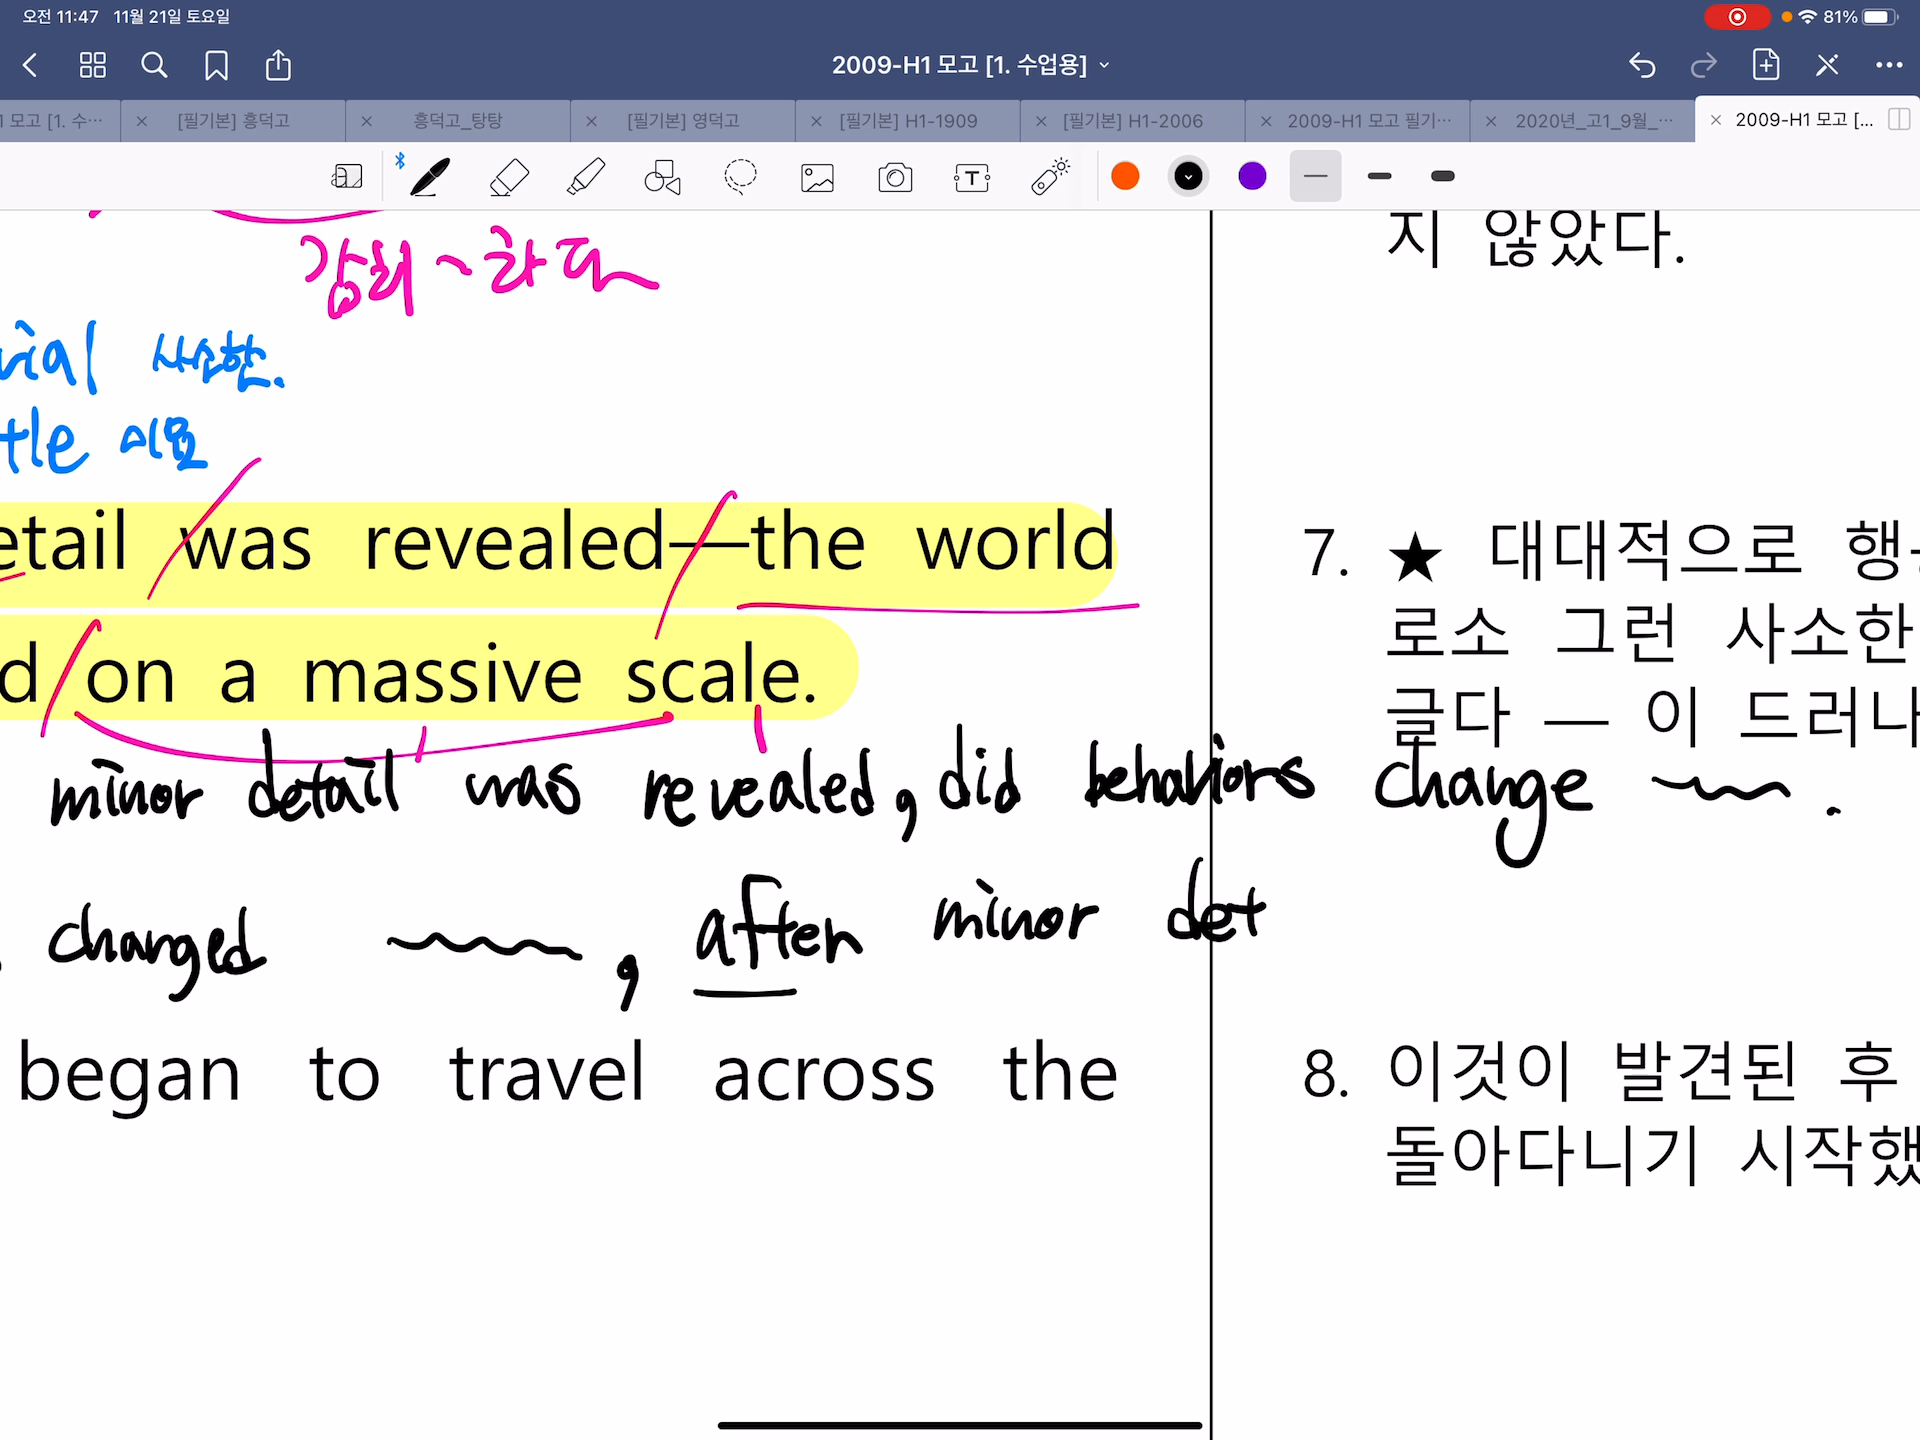 오전 11:47 11월 21일 토요일 81%
2009-H1 모고 [1. 수업용]
모고 [1. 수… [필기본] 흥덕고 흥덕고_탕탕 [필기본] 영덕고 [필기본] H1-1909 [필기본] H1-2006 2009-H1 모고 필기… 2020년_고1_9월_… 2009-H1 모고 [...
지 않았다.
강희~하다
rial 사소한.
tle 미묘
etail was revealed—the world
7. ★ 대대적으로 행
d on a massive scale.
로소 그런 사소한
글다 — 이 드러나
minor detail was revealed, did behaviors change ~~.
changed ~~~, after minor det
began to travel across the
8. 이것이 발견된 후
돌아다니기 시작했